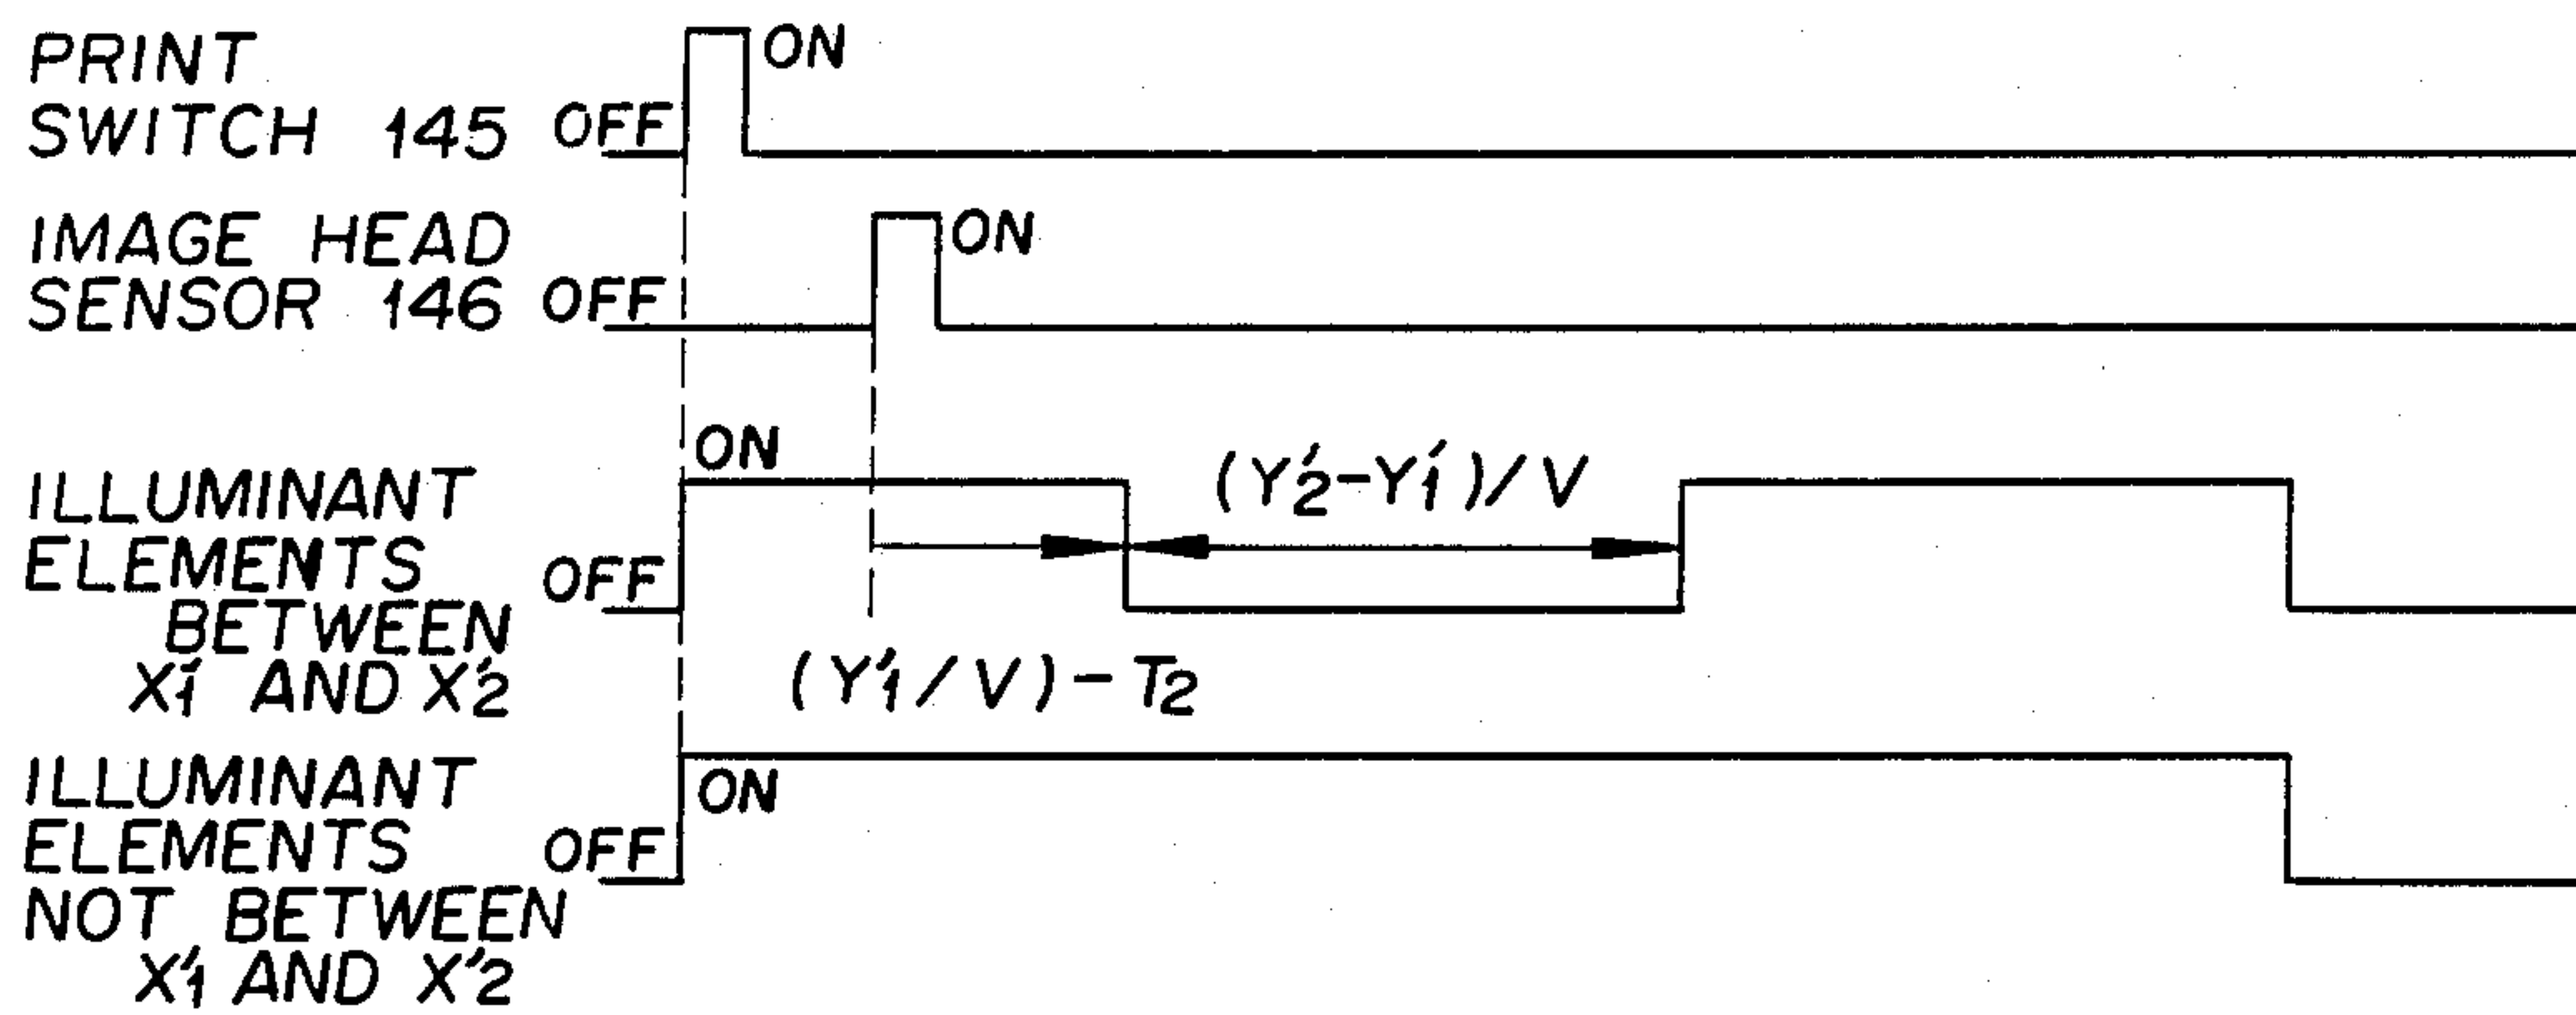 PRINT
SWITCH 145 OFF
ON
IMAGE HEAD
SENSOR 146 OFF
ON
ILLUMINANT
ELEMENTS
BETWEEN
X'1 AND X'2
OFF
ON
(Y'2-Y'1)/V
(Y'1/V)-T2
ILLUMINANT
ELEMENTS
NOT BETWEEN
X'1 AND X'2
OFF
ON